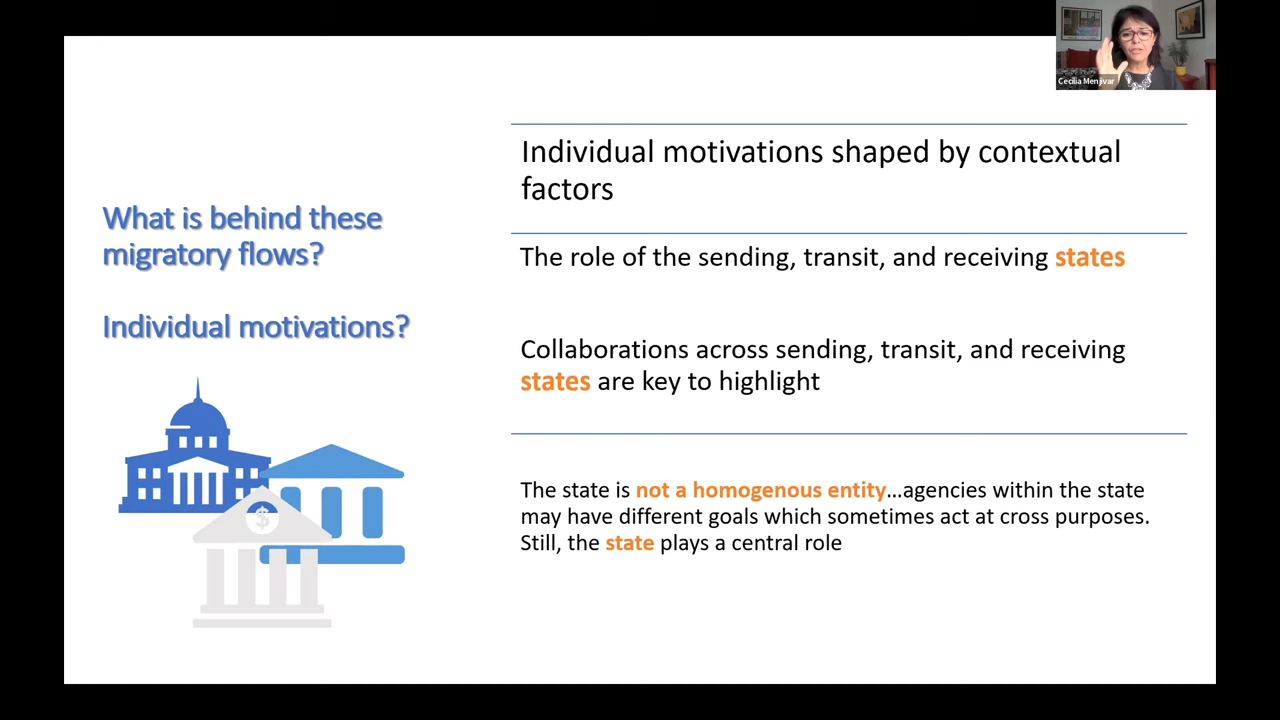 Cecilia Menjívar
What is behind these
migratory flows?
Individual motivations?
$
Individual motivations shaped by contextual
factors
The role of the sending, transit, and receiving states
Collaborations across sending, transit, and receiving
states are key to highlight
The state is not a homogenous entity...agencies within the state
may have different goals which sometimes act at cross purposes.
Still, the state plays a central role